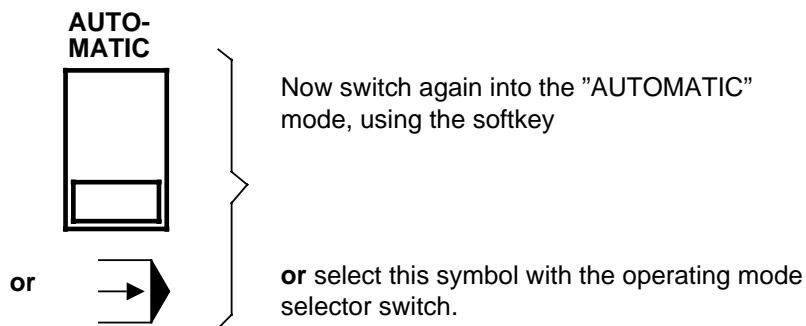 AUTO-
MATIC
Now switch again into the ”AUTOMATIC”
mode, using the softkey
or
or select this symbol with the operating mode
selector switch.